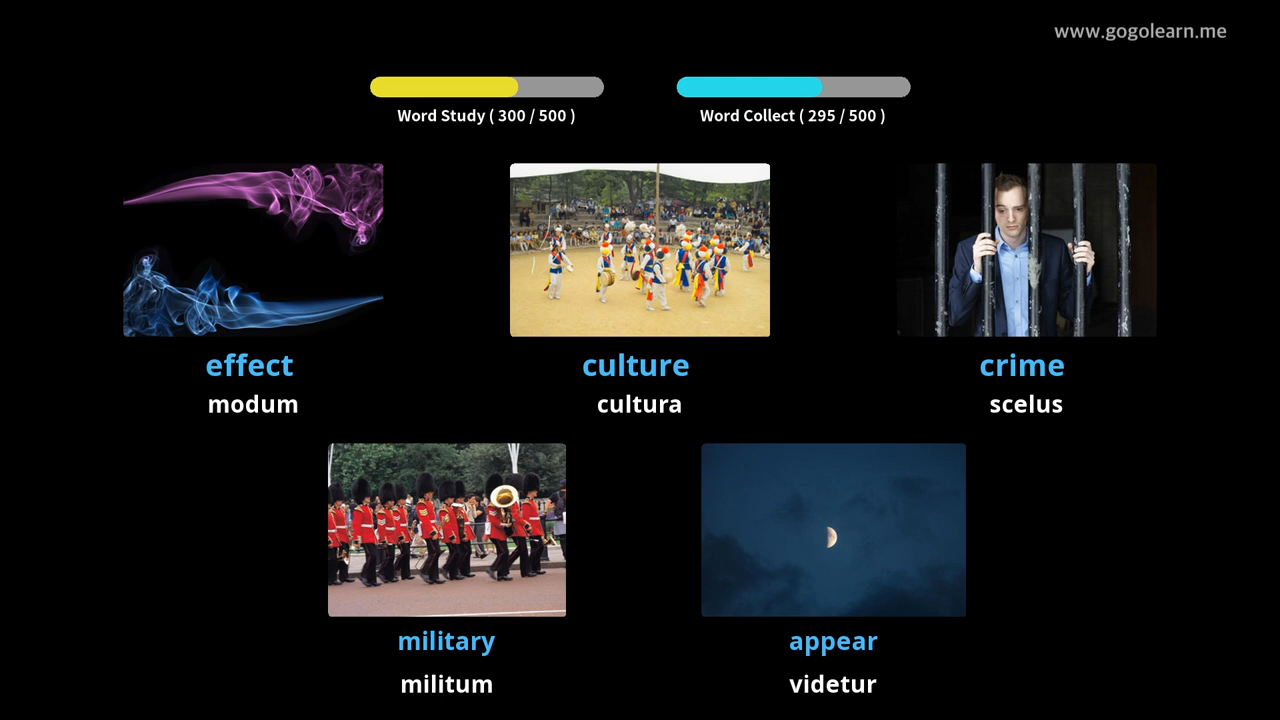 www.gogolearn.me
Word Study ( 300 / 500 )
Word Collect ( 295 / 500 )
effect
modum
culture
cultura
crime
scelus
military
militum
appear
videtur